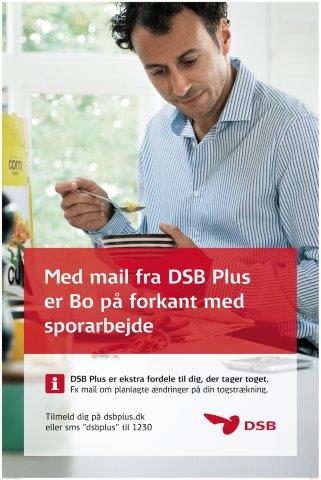 corn
Med mail fra DSB Plus
er Bo på forkant med
sporarbejde
i
DSB Plus er ekstra fordele til dig, der tager toget.
Fx mail om planlagte ændringer på din togstrækning.
Tilmeld dig på dsbplus.dk
eller sms "dsbplus" til 1230
DSB